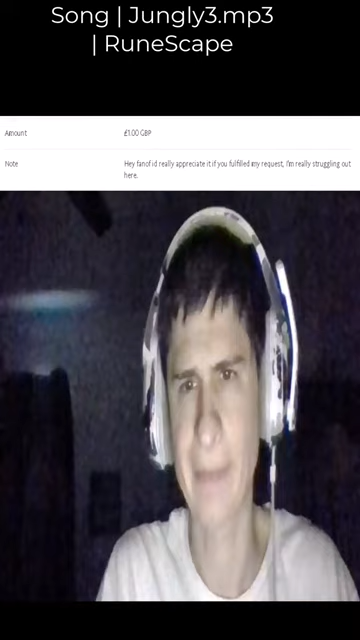 Song | Jungly3.mp3
| RuneScape
Amount £1.00 GBP
Note Hey fanof id really appreciate it if you fulfilled my request, I'm really struggling out
here.